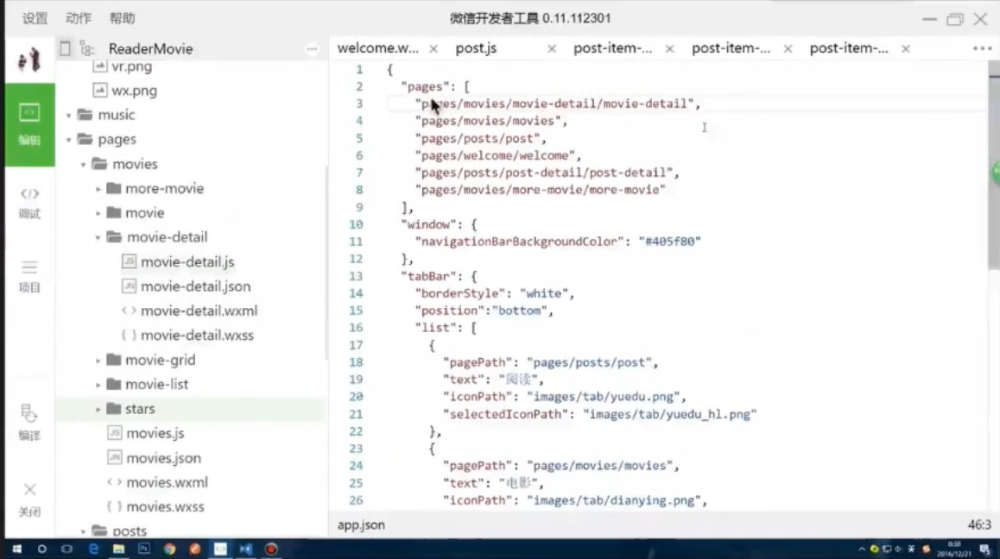 设置 动作 帮助 微信开发者工具 0.11.112301
ReaderMovie ···
welcome.w... × post.js × post-item-... × post-item-... × post-item-... × ···
编辑
调试
项目
编译
关闭
vr.png
wx.png
music
pages
movies
more-movie
movie
movie-detail
JS movie-detail.js
JN movie-detail.json
< > movie-detail.wxml
{ } movie-detail.wxss
movie-grid
movie-list
stars
JS movies.js
JN movies.json
< > movies.wxml
{ } movies.wxss
posts
1 {
2 "pages": [
3 "pages/movies/movie-detail/movie-detail",
4 "pages/movies/movies",
5 "pages/posts/post",
6 "pages/welcome/welcome",
7 "pages/posts/post-detail/post-detail",
8 "pages/movies/more-movie/more-movie"
9 ],
10 "window": {
11 "navigationBarBackgroundColor": "#405f80"
12 },
13 "tabBar": {
14 "borderStyle": "white",
15 "position":"bottom",
16 "list": [
17 {
18 "pagePath": "pages/posts/post",
19 "text": "阅读",
20 "iconPath": "images/tab/yuedu.png",
21 "selectedIconPath": "images/tab/yuedu_hl.png"
22 },
23 {
24 "pagePath": "pages/movies/movies",
25 "text": "电影",
26 "iconPath": "images/tab/dianying.png",
app.json 46:3
英
0:38
2016/12/21